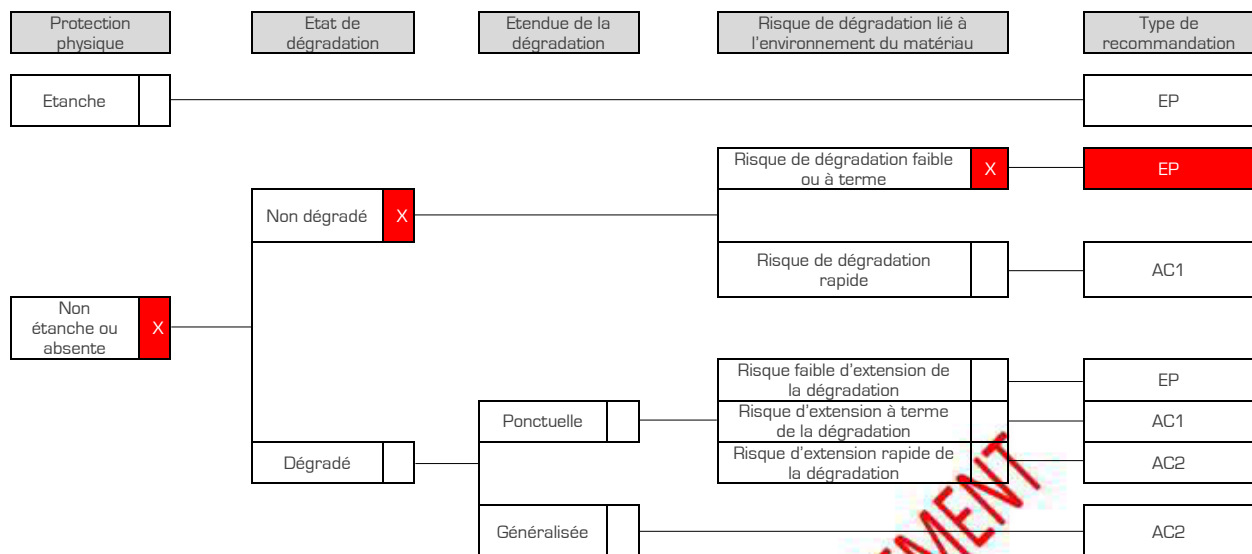 Protection
physique
Etat de
dégradation
Etendue de la
dégradation
Risque de dégradation lié à
l'environnement du matériau
Type de
recommandation
Etanche
EP
Risque de dégradation faible
ou à terme
X
EP
Non dégradé
X
Risque de dégradation
rapide
AC1
Non
étanche ou
absente
X
Risque faible d'extension de
la dégradation
EP
Ponctuelle
Risque d'extension à terme
de la dégradation
AC1
Dégradé
Risque d'extension rapide de
la dégradation
AC2
Généralisée
AC2